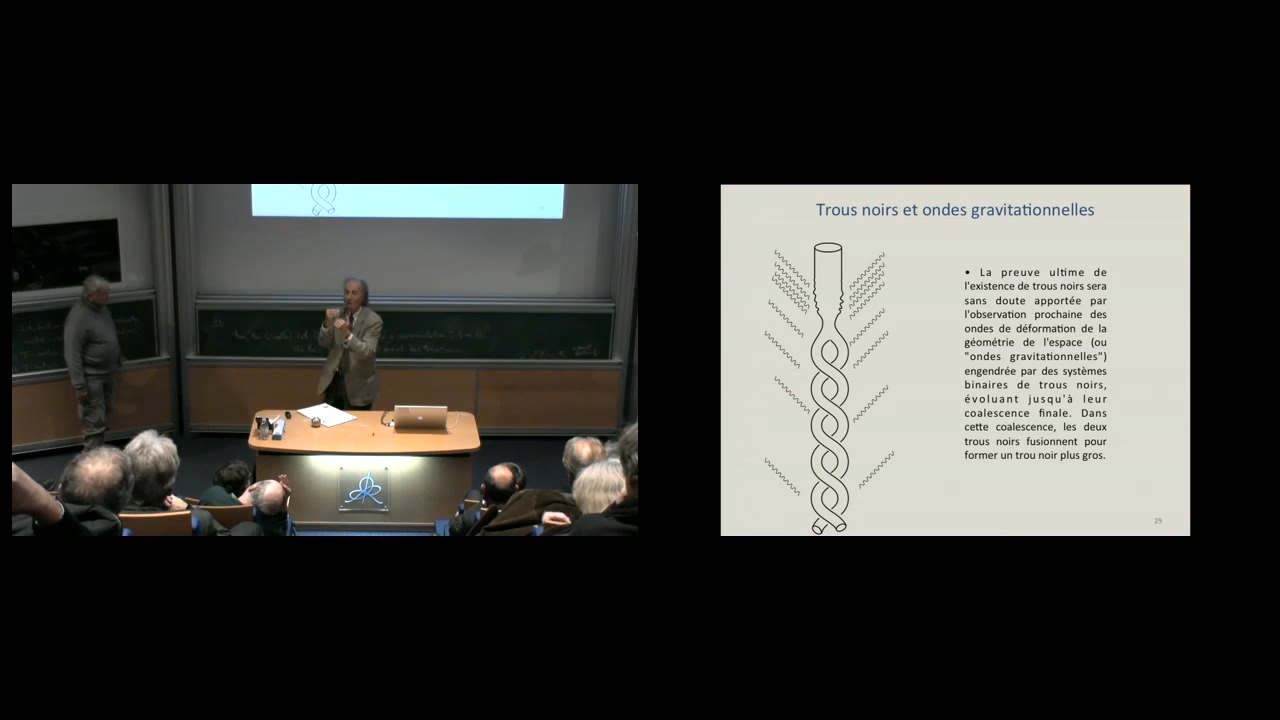 Trous noirs et ondes gravitationnelles
• La preuve ultime de
l'existence de trous noirs sera
sans doute apportée par
l'observation prochaine des
ondes de déformation de la
géométrie de l'espace (ou
"ondes gravitationnelles")
engendrée par des systèmes
binaires de trous noirs,
évoluant jusqu'à leur
coalescence finale. Dans
cette coalescence, les deux
trous noirs fusionnent pour
former un trou noir plus gros.
29